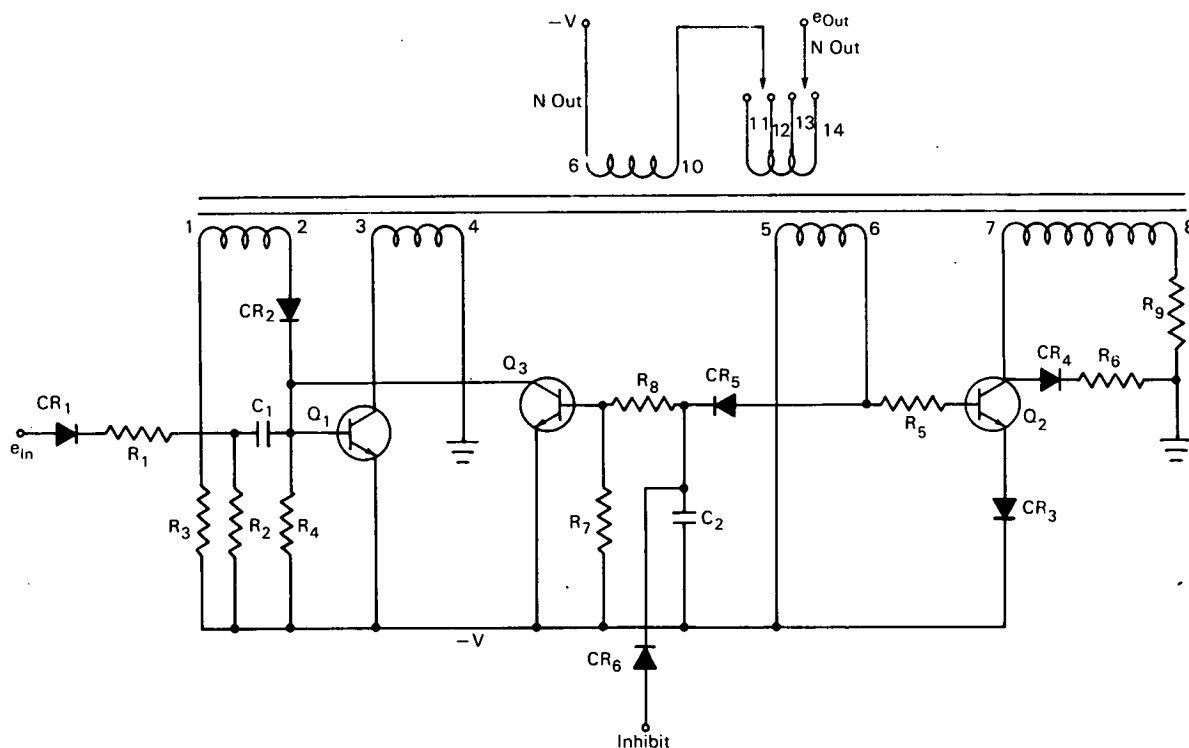 −V
eOut
N Out
N Out
11
12
13
14
6
10
1
2
3
4
5
6
7
8
CR2
R9
Q3
CR4
R6
R8
CR5
CR1
C1
Q1
R5
Q2
ein
R1
R3
R2
R4
R7
C2
CR3
−V
CR6
Inhibit